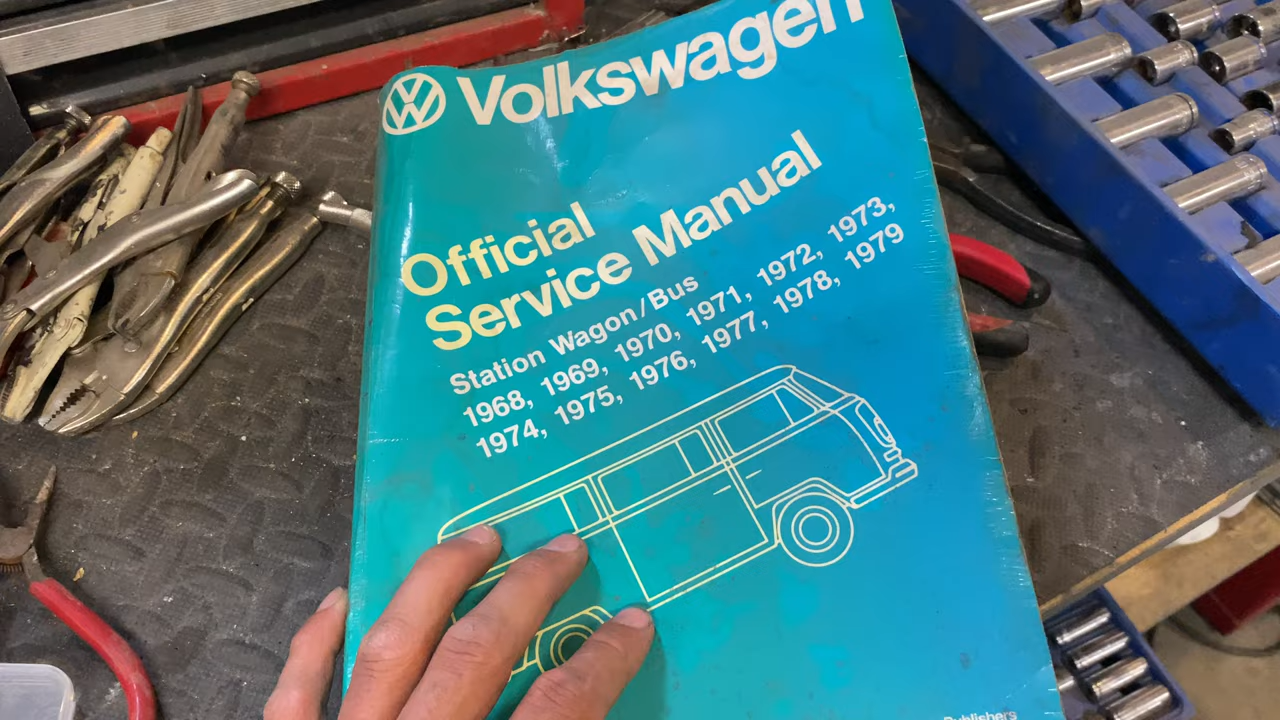 Volkswagen
Official
Service Manual
Station Wagon/Bus
1968, 1969, 1970, 1971, 1972, 1973,
1974, 1975, 1976, 1977, 1978, 1979
Publishers